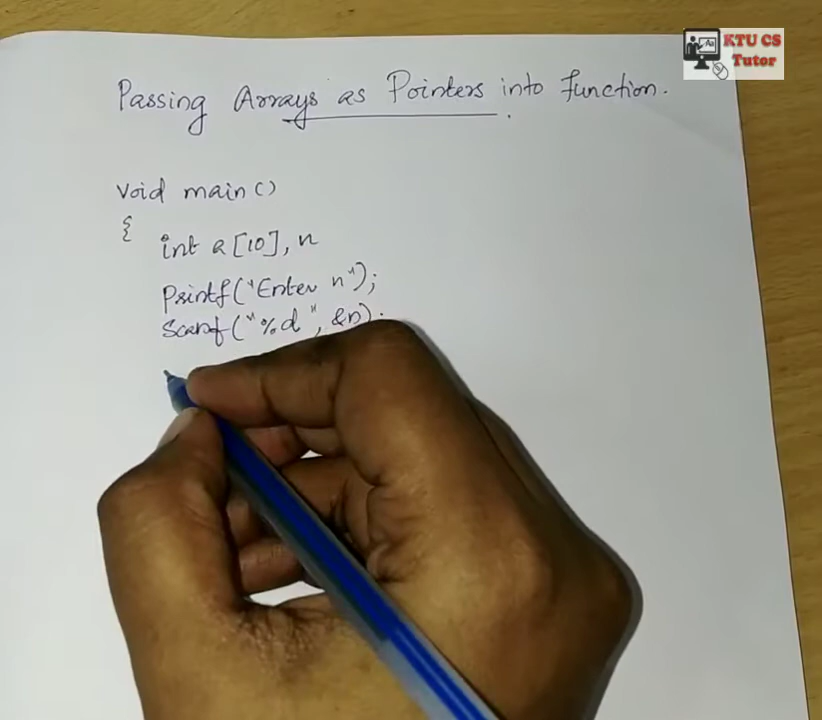 KTU CS
Tutor
Passing Arrays as Pointers into function.
void main()
{
int a[10], n
Printf("Enter n");
Scanf("%d", &n);